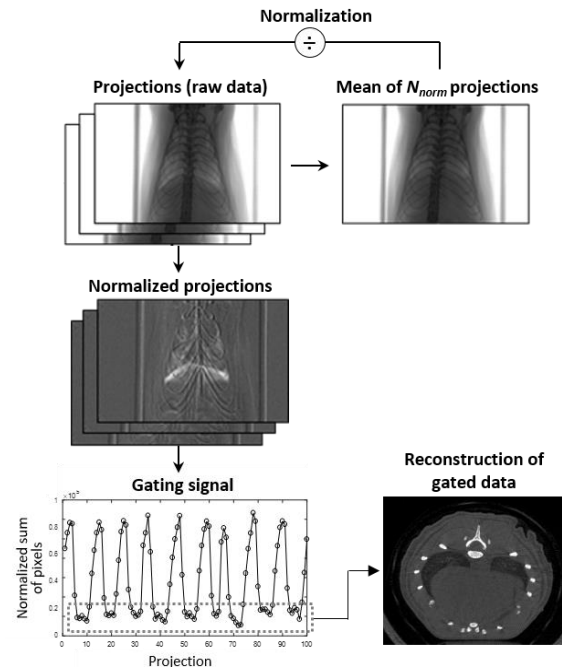 Normalization
÷
Projections (raw data)
Mean of N_norm projections
Normalized projections
Gating signal
Reconstruction of
gated data
Normalized sum
of pixels
1
0.8
0.6
0.4
0.2
0
0 10 20 30 40 50 60 70 80 90 100
Projection